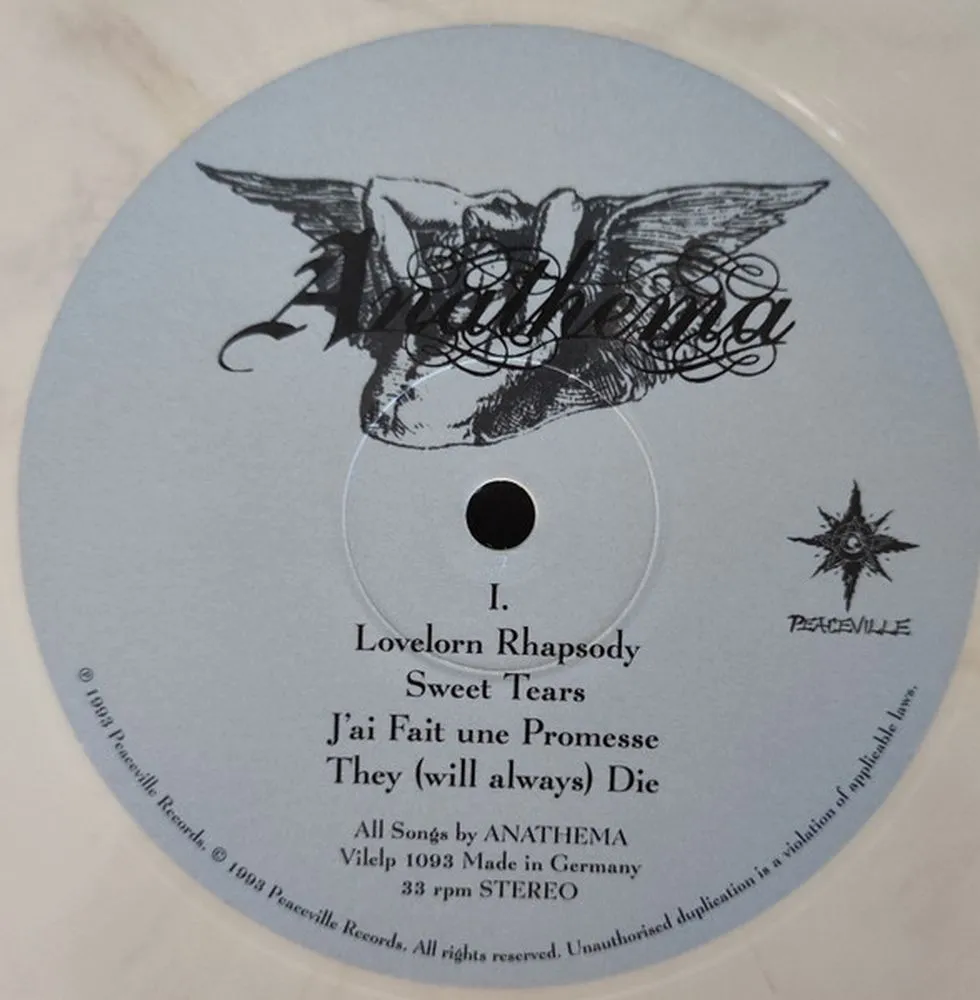 Anathema
PEACEVILLE
I.
Lovelorn Rhapsody
Sweet Tears
J'ai Fait une Promesse
They (will always) Die
All Songs by ANATHEMA
Vilelp 1093 Made in Germany
33 rpm STEREO
℗ 1993 Peaceville Records. © 1993 Peaceville Records. All rights reserved. Unauthorised duplication is a violation of applicable laws.